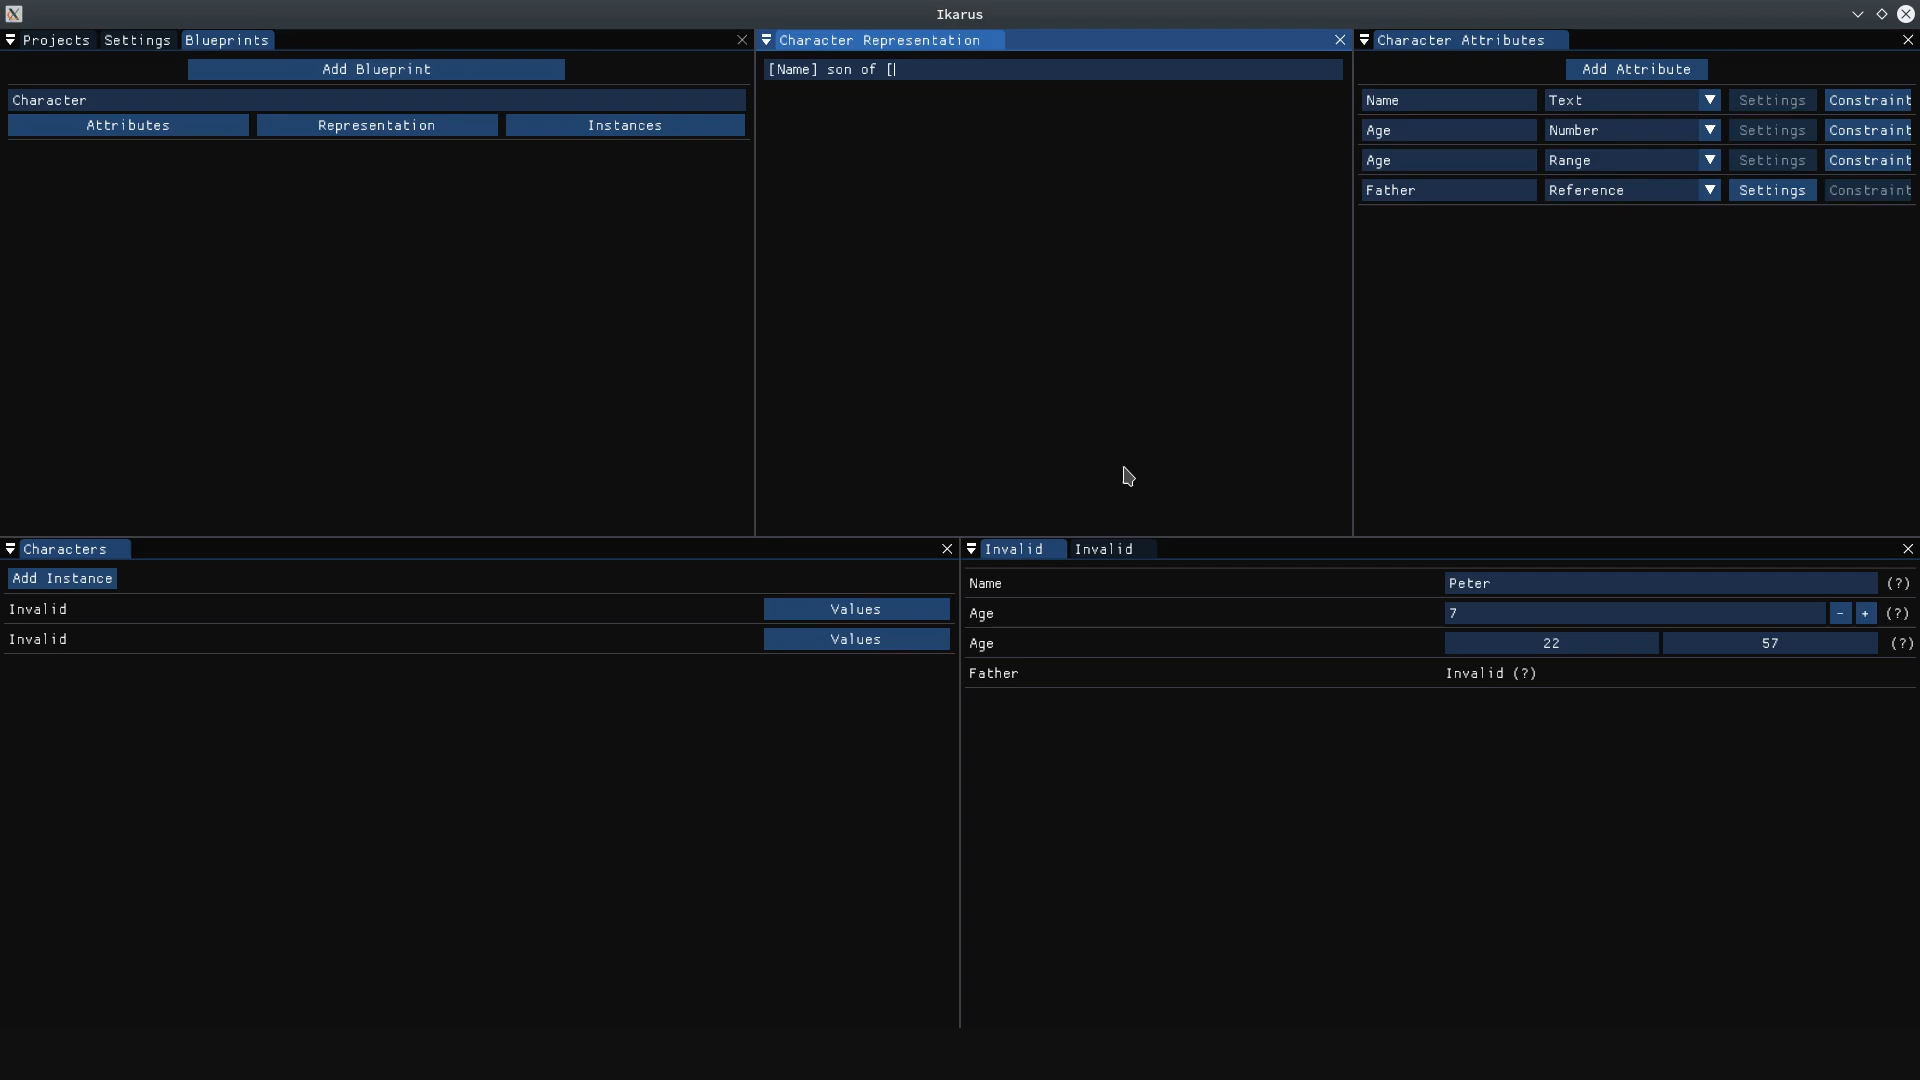 Ikarus
Projects Settings Blueprints
Add Blueprint
Character
Attributes Representation Instances
Character Representation
[Name] son of [
Character Attributes
Add Attribute
Name Text Settings Constraint
Age Number Settings Constraint
Age Range Settings Constraint
Father Reference Settings Constraint
Characters
Add Instance
Invalid Values
Invalid Values
Invalid Invalid
Name Peter (?)
Age 7 - + (?)
Age 22 57 (?)
Father Invalid (?)